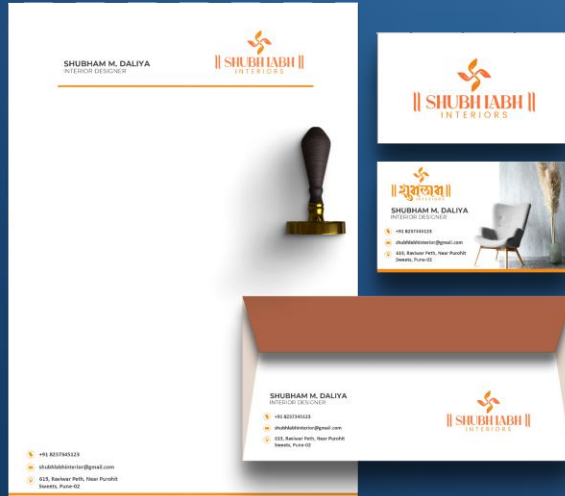 SHUBHAM M. DALIYA
INTERIOR DESIGNER
|| SHUBH LABH ||
INTERIORS
+91 8237345123
shubhlabhinterior@gmail.com
615, Raviwar Peth, Near Purohit
Sweets, Pune-02
|| SHUBH LABH ||
INTERIORS
||शुभलाभ||
INTERIORS
SHUBHAM M. DALIYA
INTERIOR DESIGNER
+91 8237345123
shubhlabhinterior@gmail.com
615, Raviwar Peth, Near Purohit
Sweets, Pune-02
SHUBHAM M. DALIYA
INTERIOR DESIGNER
+91 8237345123
shubhlabhinterior@gmail.com
615, Raviwar Peth, Near Purohit
Sweets, Pune-02
|| SHUBH LABH ||
INTERIORS